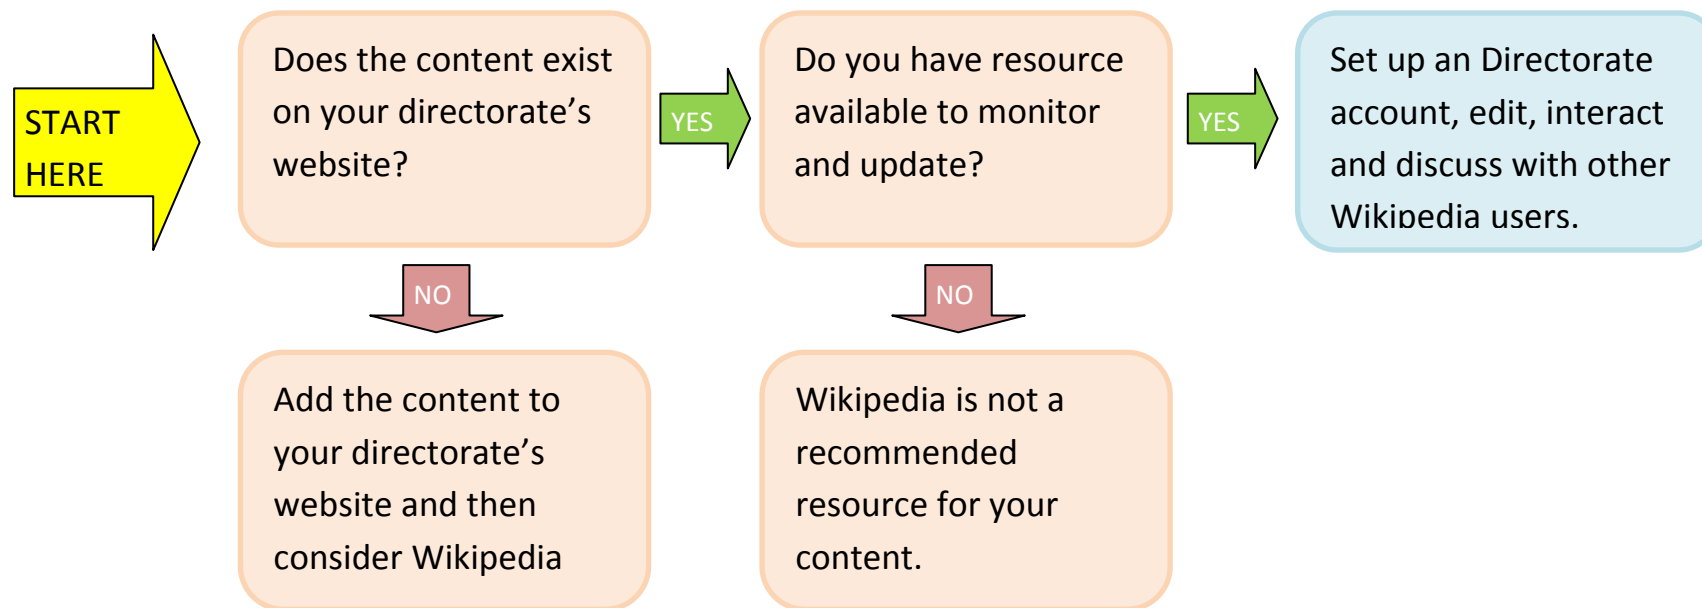 START
HERE
Does the content exist
on your directorate’s
website?
YES
Do you have resource
available to monitor
and update?
YES
Set up an Directorate
account, edit, interact
and discuss with other
Wikipedia users.
NO
NO
Add the content to
your directorate’s
website and then
consider Wikipedia
Wikipedia is not a
recommended
resource for your
content.